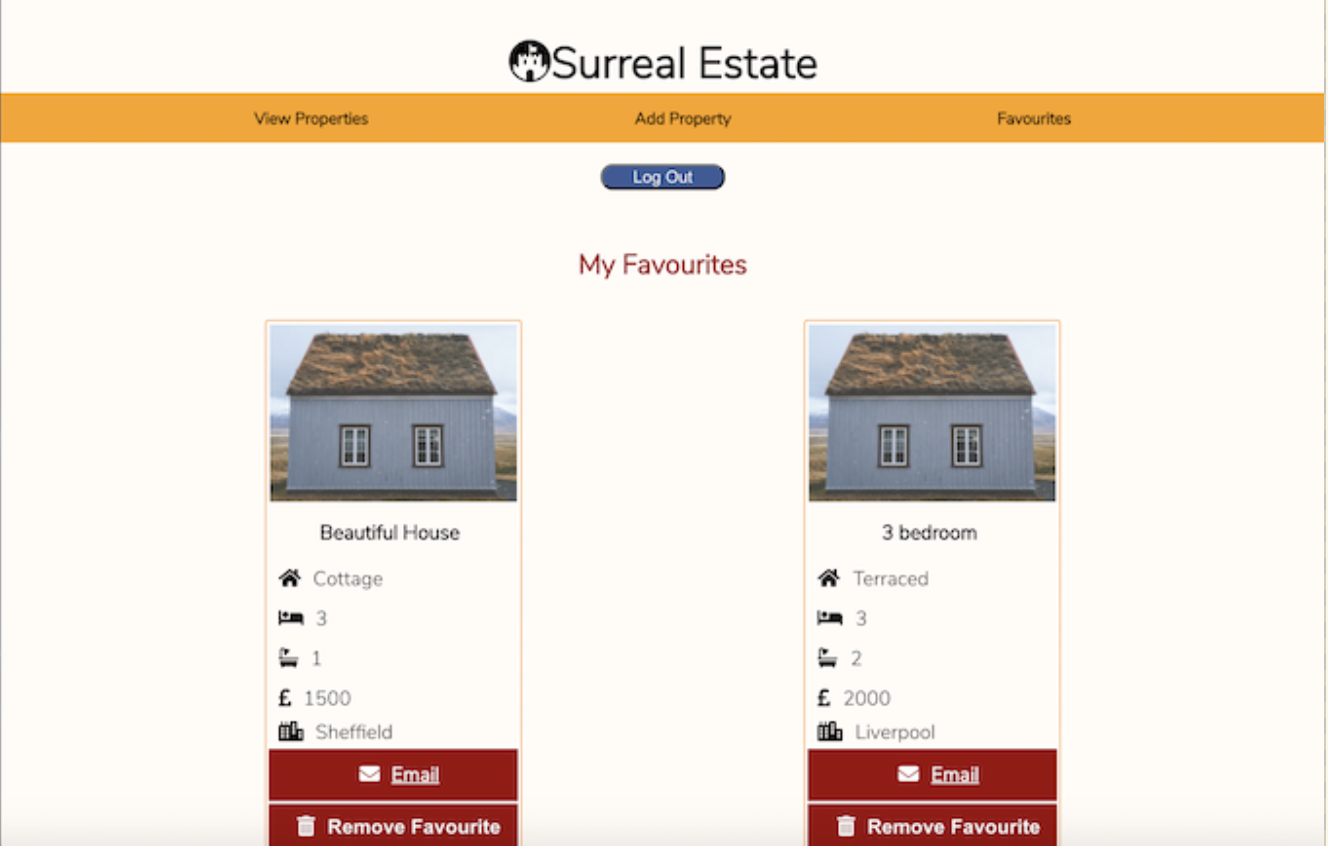 Surreal Estate
View Properties Add Property Favourites
Log Out
My Favourites
Beautiful House
Cottage
3
1
£ 1500
Sheffield
Email
Remove Favourite
3 bedroom
Terraced
3
2
£ 2000
Liverpool
Email
Remove Favourite